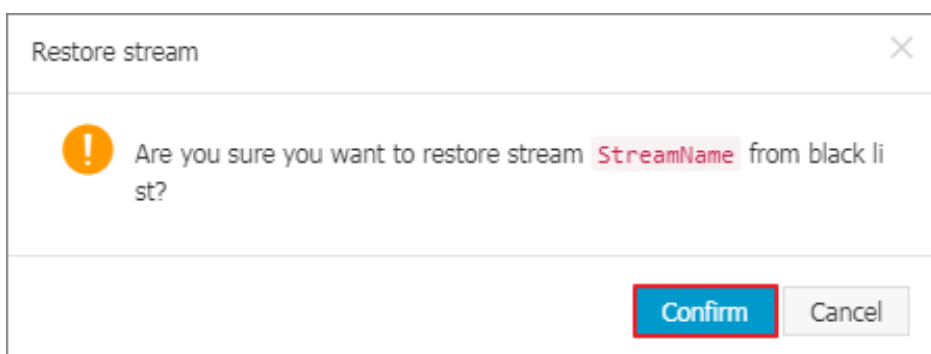 Restore stream
Are you sure you want to restore stream StreamName from black li
st?
Confirm Cancel